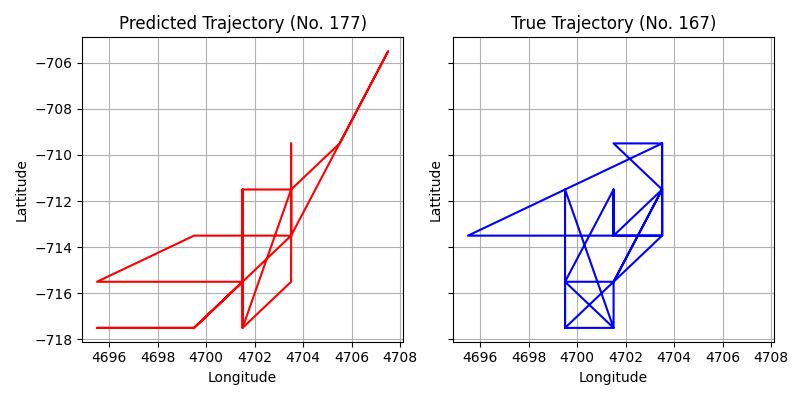 Predicted Trajectory (No. 177)
True Trajectory (No. 167)
Lattitude
−706
−708
−710
−712
−714
−716
−718
4696 4698 4700 4702 4704 4706 4708
Longitude
Lattitude
4696 4698 4700 4702 4704 4706 4708
Longitude